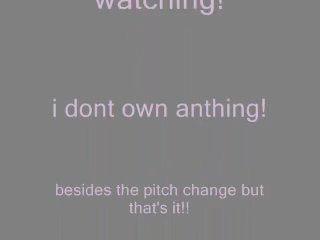 watching!
i dont own anthing!
besides the pitch change but
that's it!!